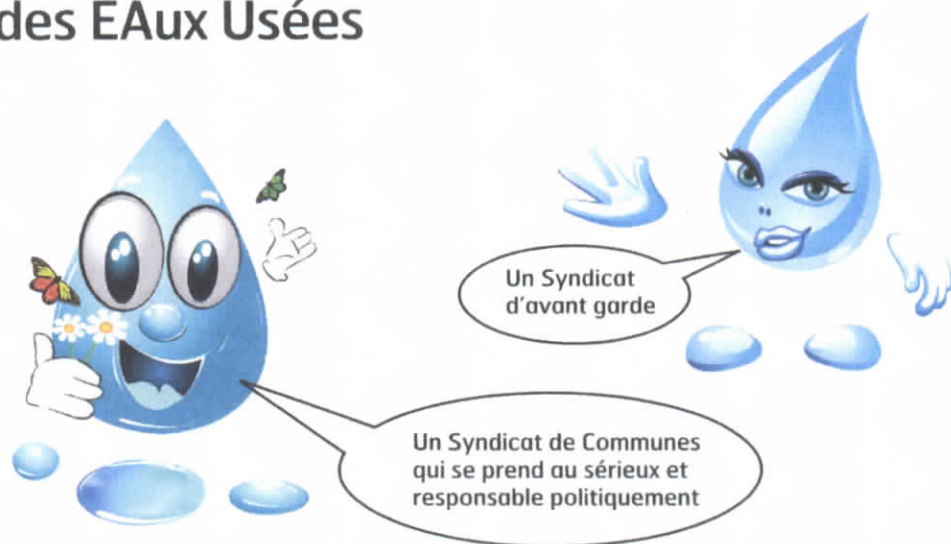 des EAux Usées
Un Syndicat
d'avant garde
Un Syndicat de Communes
qui se prend au sérieux et
responsable politiquement